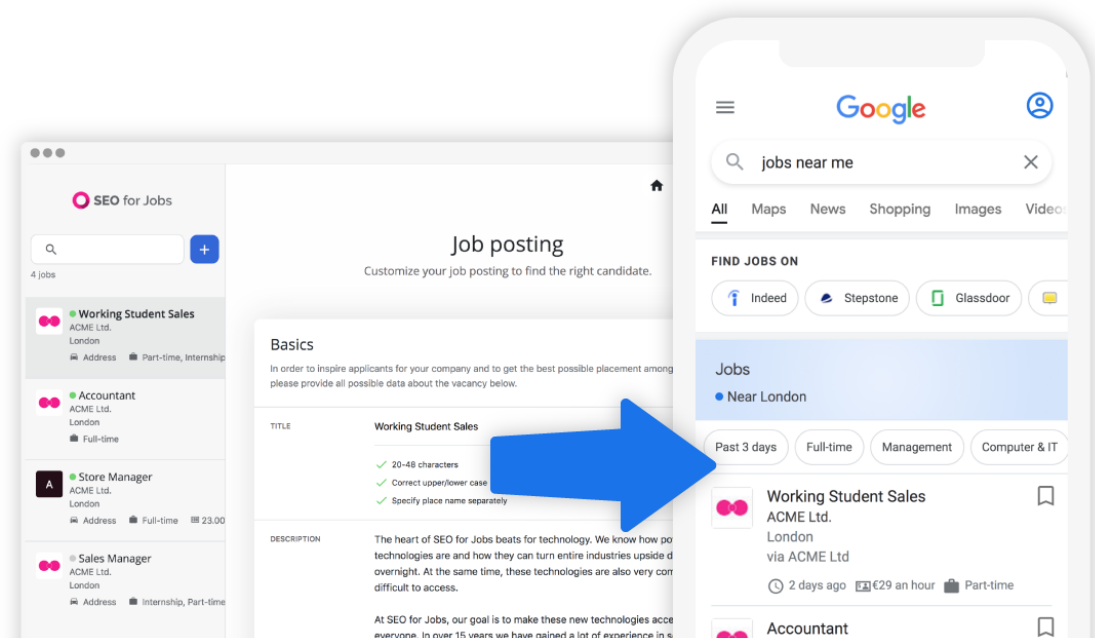 SEO for Jobs
4 jobs
Working Student Sales
ACME Ltd.
London
Address Part-time, Internship
Accountant
ACME Ltd.
London
Full-time
A
Store Manager
ACME Ltd.
London
Address Full-time 23.00
Sales Manager
ACME Ltd.
London
Address Internship, Part-time
Job posting
Customize your job posting to find the right candidate.
Basics
In order to inspire applicants for your company and to get the best possible placement among
please provide all possible data about the vacancy below.
TITLE
Working Student Sales
20-48 characters
Correct upper/lower case
Specify place name separately
DESCRIPTION
The heart of SEO for Jobs beats for technology. We know how
technologies are and how they can turn entire industries upside
overnight. At the same time, these technologies are also very
difficult to access.
At SEO for Jobs, our goal is to make these new technologies
everyone. In over 15 years we have gained a lot of experience in
Google
jobs near me
All Maps News Shopping Images Videos
FIND JOBS ON
Indeed Stepstone Glassdoor
Jobs
Near London
Past 3 days Full-time Management Computer & IT
Working Student Sales
ACME Ltd.
London
via ACME Ltd
2 days ago €29 an hour Part-time
Accountant